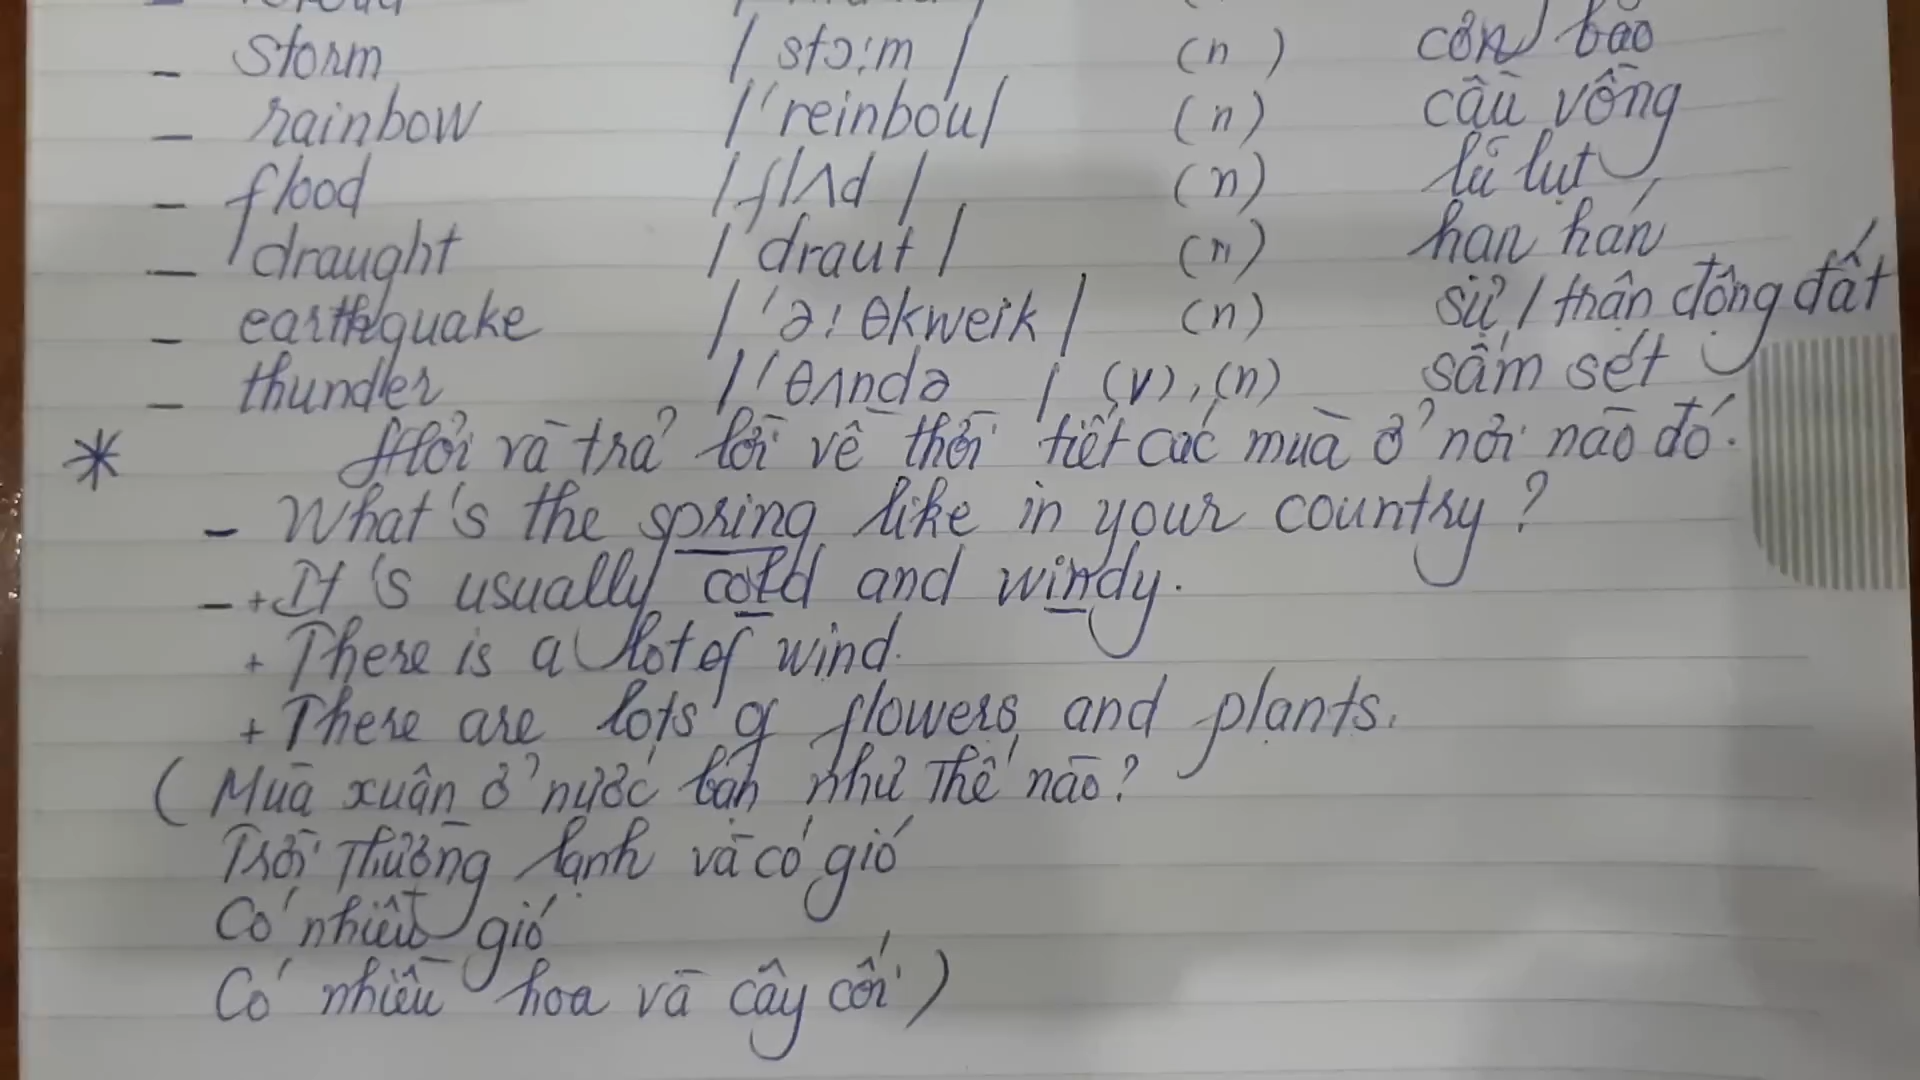 - storm / stɔ:m / (n) cơn bão
- rainbow /'reinbou/ (n) cầu vồng
- flood /flʌd / (n) lũ lụt
- draught / draut / (n) hạn hán
- earthquake /'ə:θkweik / (n) sự / thận động đất
- thunder /'θʌndə / (v), (n) sấm sét
* Hỏi và trả lời về thời tiết các mùa ở nơi nào đó.
- What's the spring like in your country?
- + It's usually cold and windy.
+ There is a lot of wind.
+ There are lots of flowers and plants.
(Mùa xuân ở nước bạn như thế nào?
Trời thường lạnh và có gió
Có nhiều gió
Có nhiều hoa và cây cối)